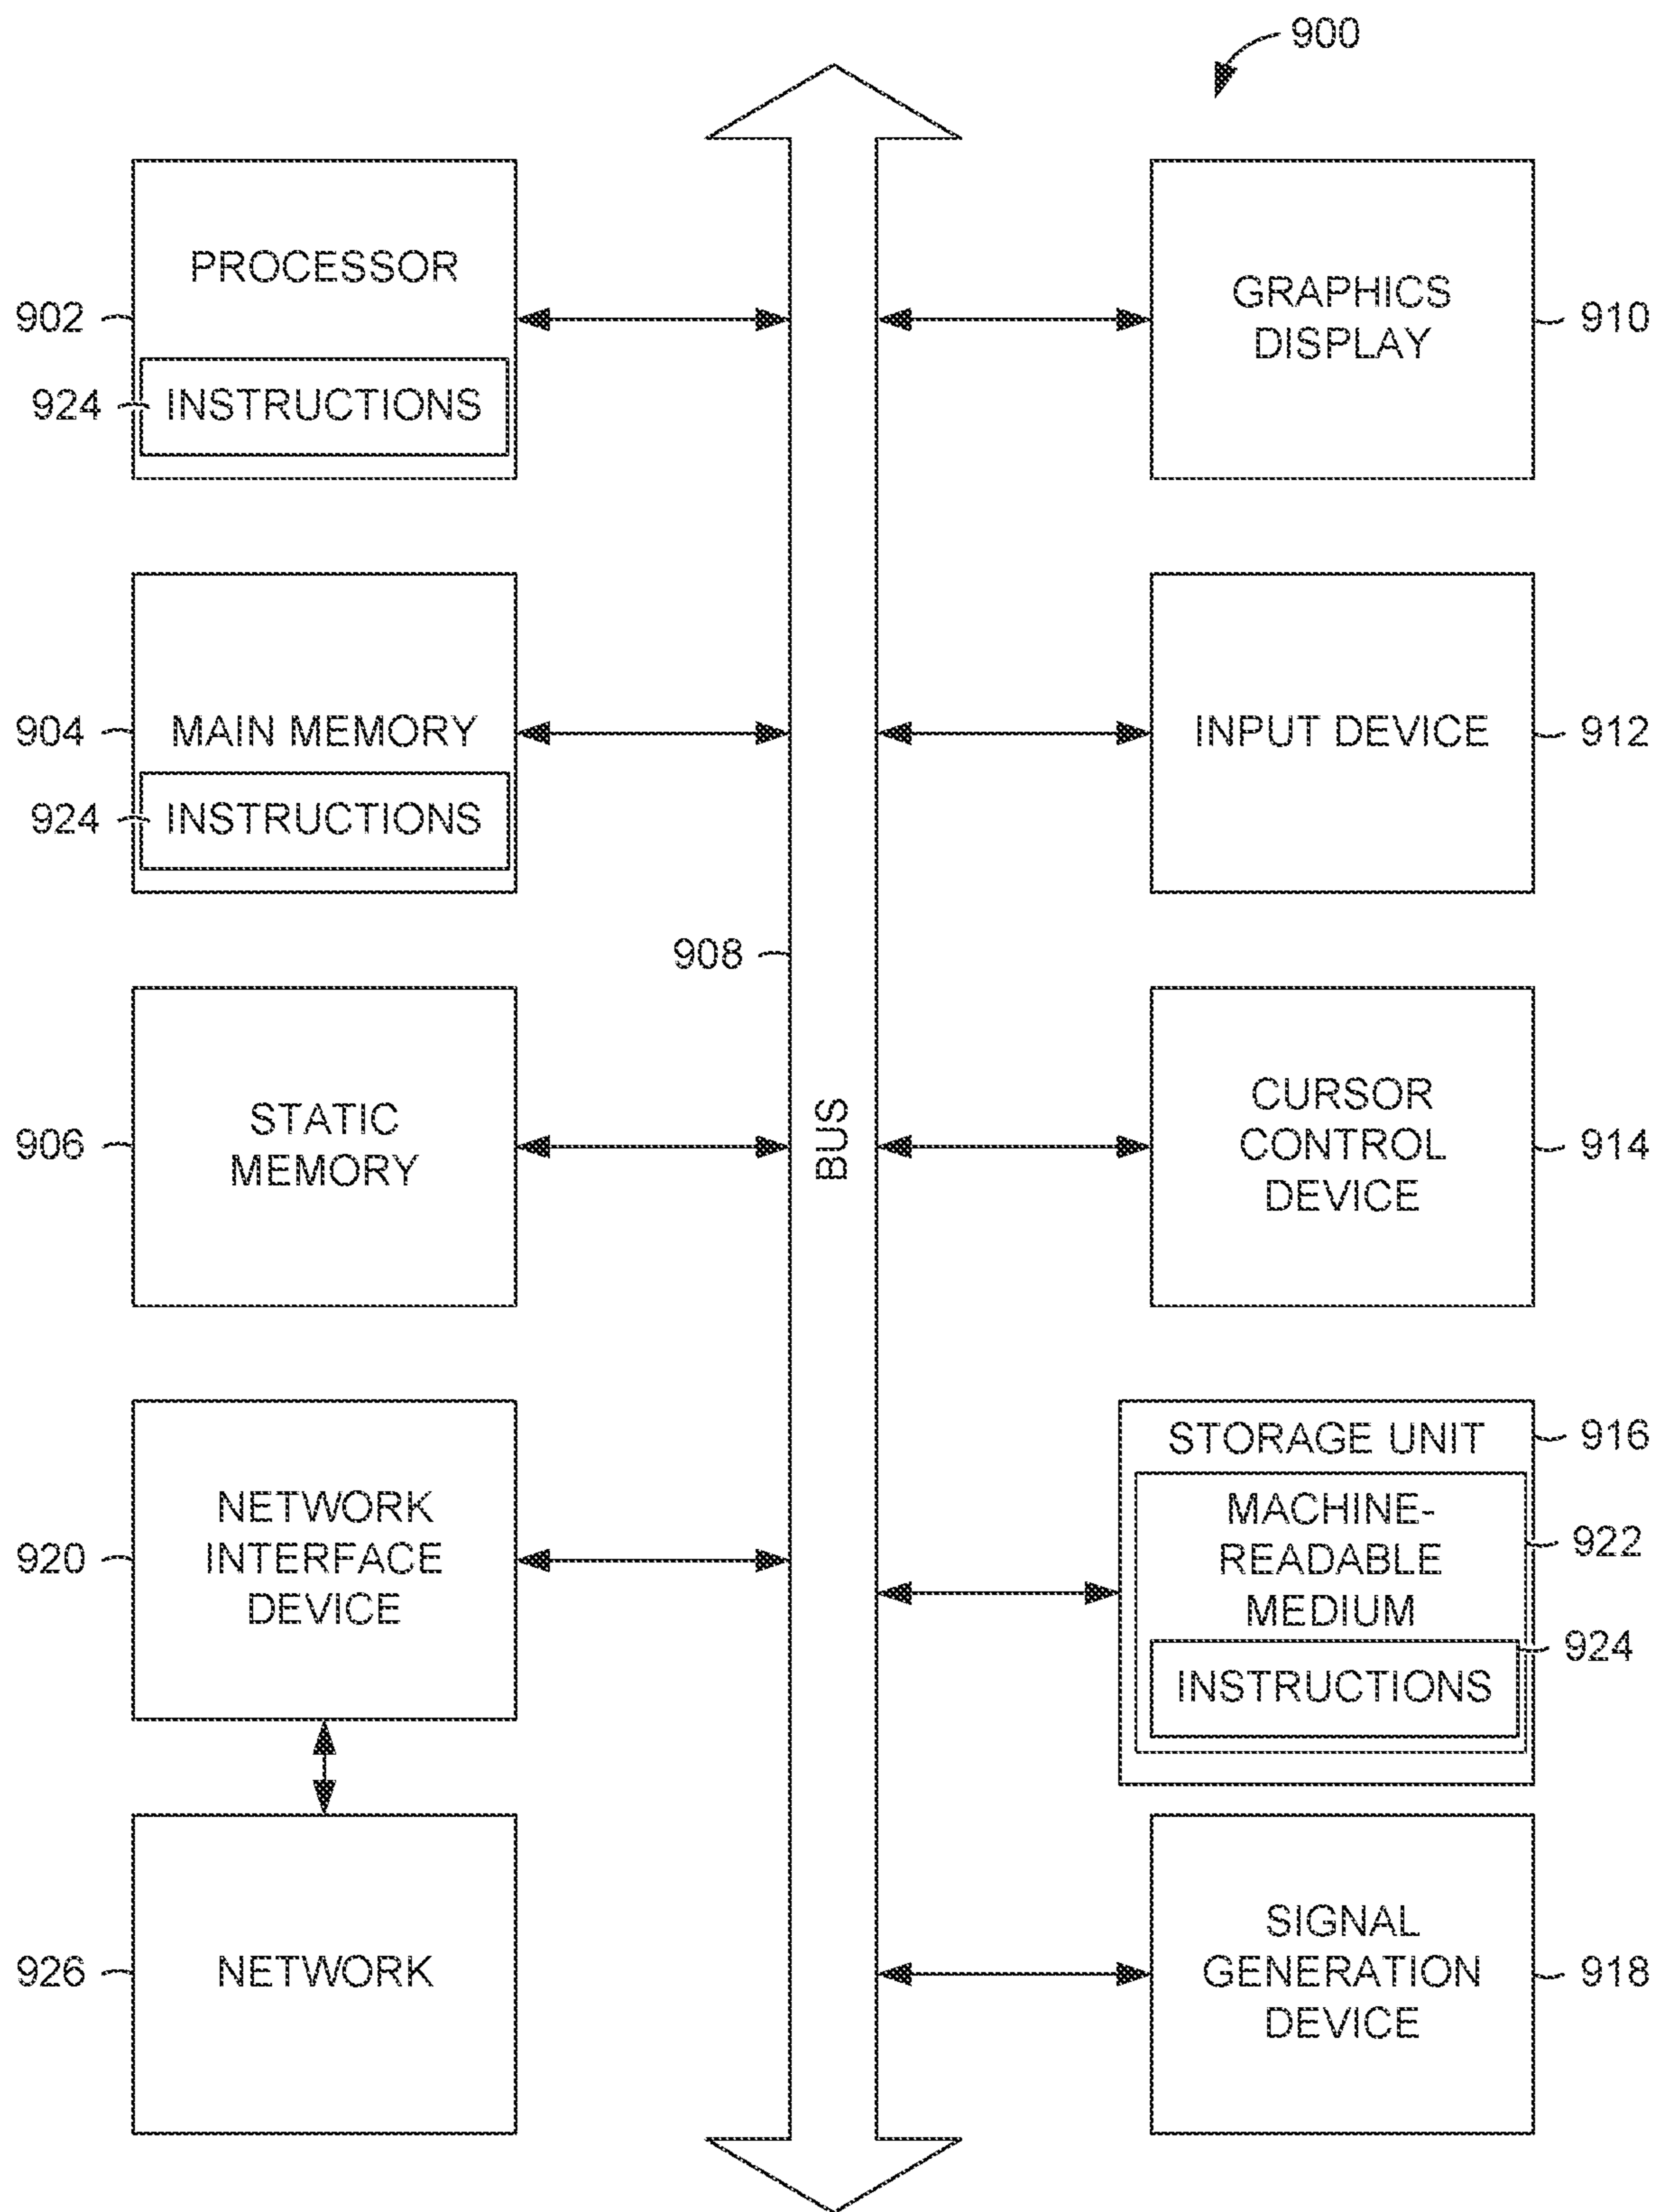 900
PROCESSOR
902
924
INSTRUCTIONS
GRAPHICS
DISPLAY
910
904
MAIN MEMORY
924
INSTRUCTIONS
INPUT DEVICE
912
908
BUS
906
STATIC
MEMORY
CURSOR
CONTROL
DEVICE
914
920
NETWORK
INTERFACE
DEVICE
STORAGE UNIT
916
MACHINE-
READABLE
MEDIUM
922
924
INSTRUCTIONS
926
NETWORK
SIGNAL
GENERATION
DEVICE
918